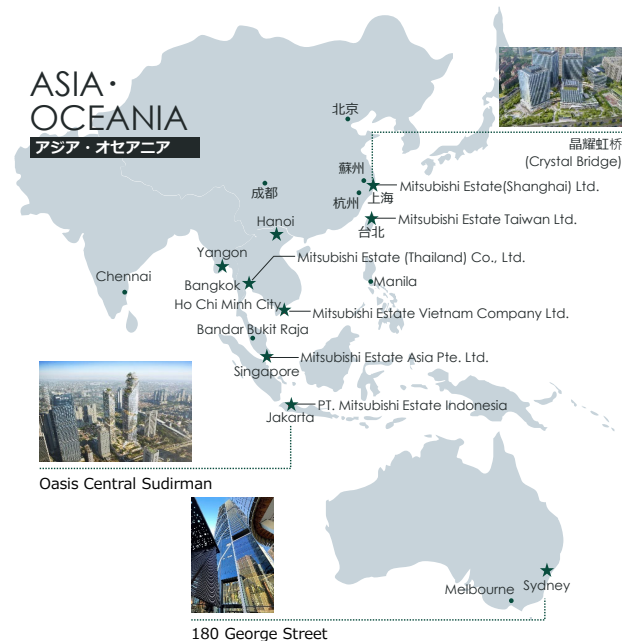 ASIA・
OCEANIA
アジア・オセアニア
北京
晶耀虹桥
(Crystal Bridge)
蘇州
成都
杭州
上海
Mitsubishi Estate(Shanghai) Ltd.
Mitsubishi Estate Taiwan Ltd.
台北
Hanoi
Yangon
Mitsubishi Estate (Thailand) Co., Ltd.
Chennai
Bangkok
Manila
Ho Chi Minh City
Mitsubishi Estate Vietnam Company Ltd.
Bandar Bukit Raja
Mitsubishi Estate Asia Pte. Ltd.
Singapore
PT. Mitsubishi Estate Indonesia
Jakarta
Oasis Central Sudirman
Melbourne
Sydney
180 George Street